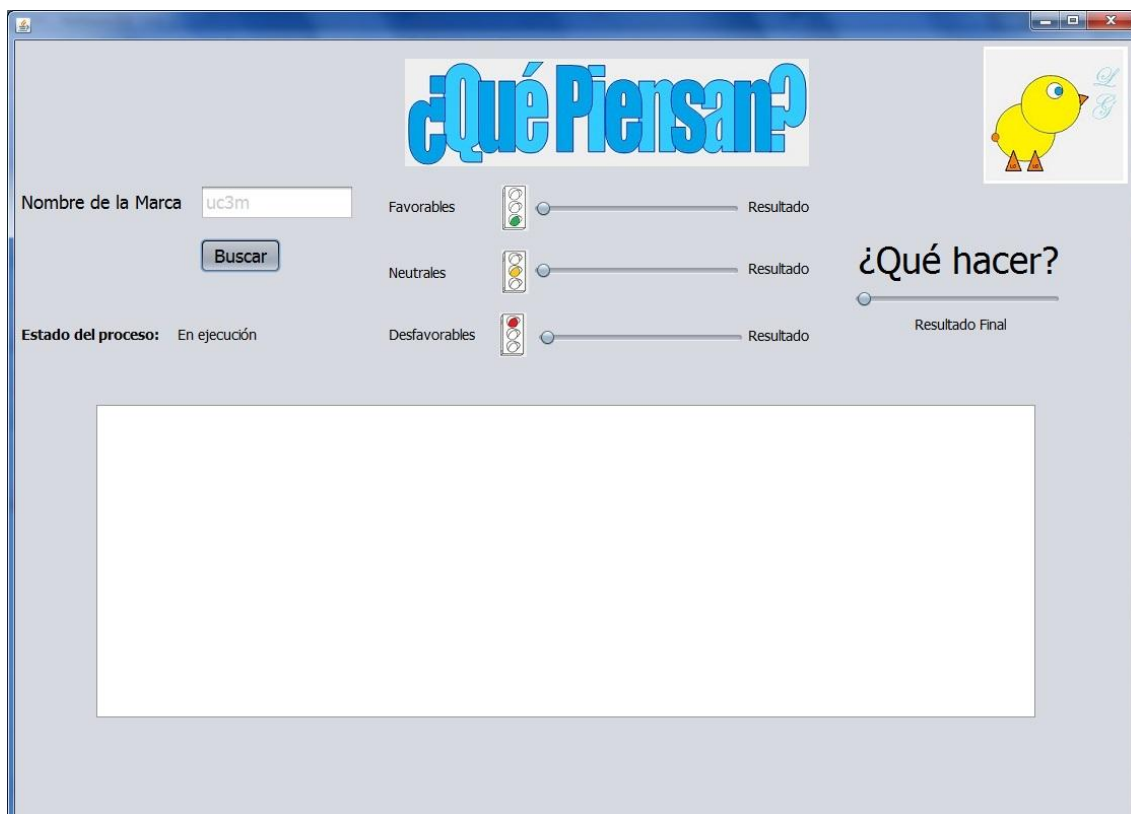 ¿Qué Piensan?
L
G
Nombre de la Marca uc3m
Buscar
Estado del proceso: En ejecución
Favorables Resultado
Neutrales Resultado
Desfavorables Resultado
¿Qué hacer?
Resultado Final